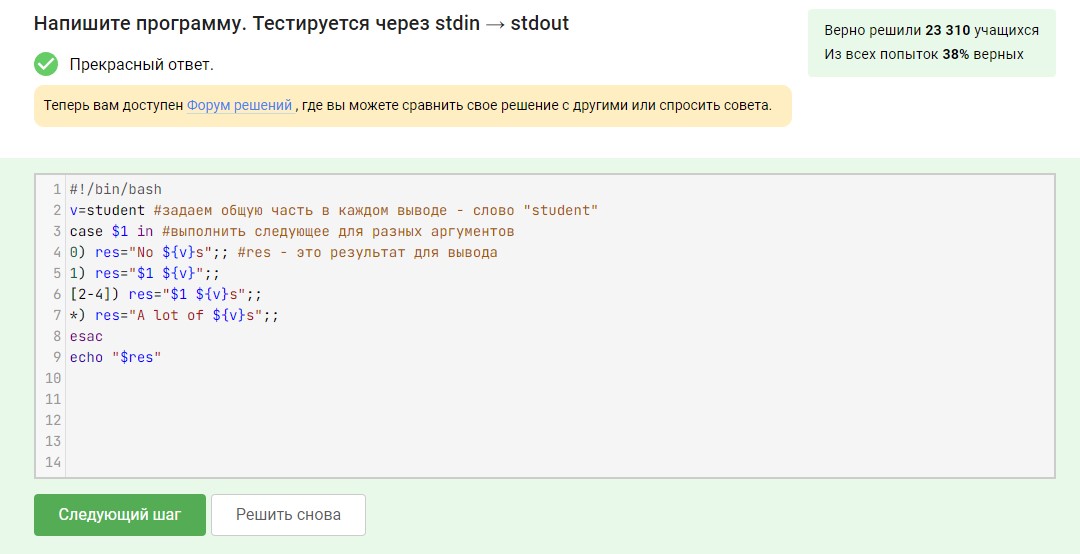 Напишите программу. Тестируется через stdin → stdout
Верно решили 23 310 учащихся
Из всех попыток 38% верных
Прекрасный ответ.
Теперь вам доступен Форум решений , где вы можете сравнить свое решение с другими или спросить совета.
1 #!/bin/bash
2 v=student #задаем общую часть в каждом выводе - слово "student"
3 case $1 in #выполнить следующее для разных аргументов
4 0) res="No ${v}s";; #res - это результат для вывода
5 1) res="$1 ${v}";;
6 [2-4]) res="$1 ${v}s";;
7 *) res="A lot of ${v}s";;
8 esac
9 echo "$res"
10
11
12
13
14
Следующий шаг
Решить снова